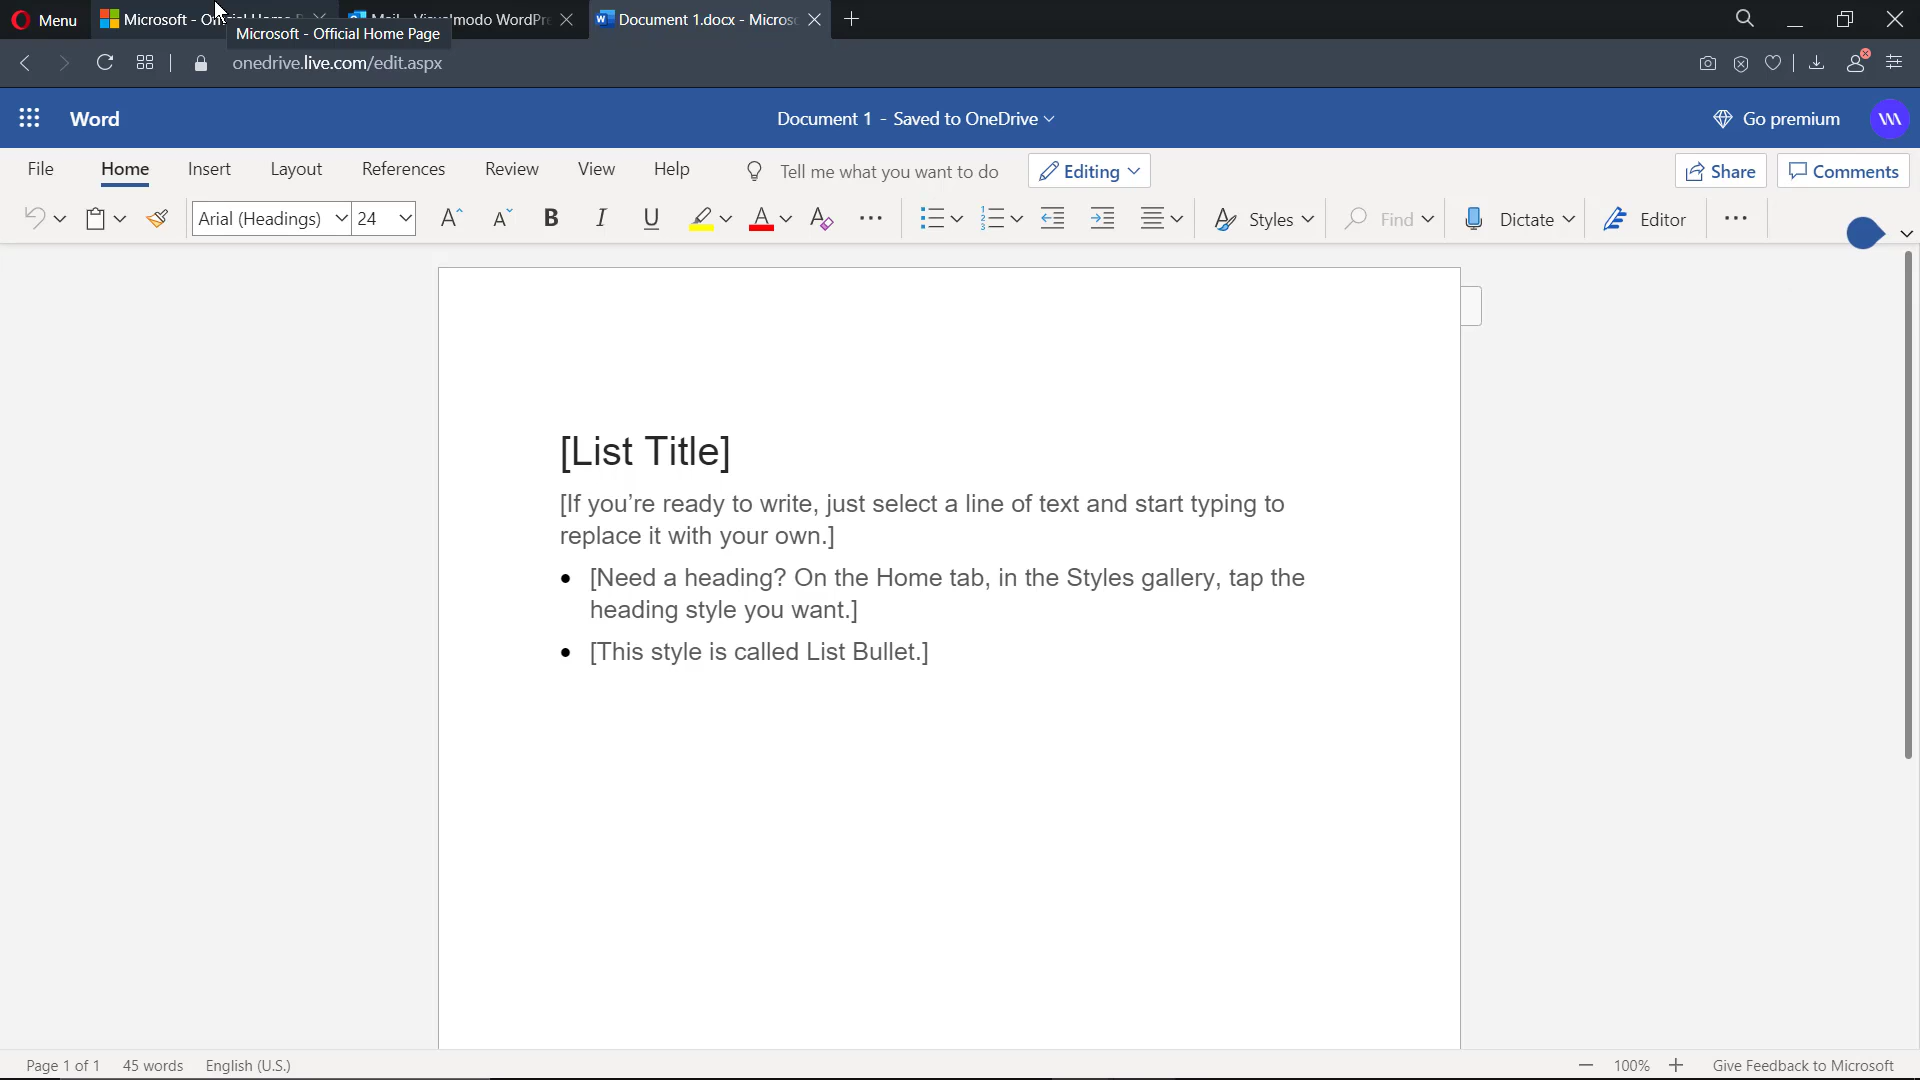 Menu
Microsoft - Official Home
Mail - Visualmodo WordPre
Document 1.docx - Micros
Microsoft - Official Home Page
onedrive.live.com/edit.aspx
Word
Document 1 - Saved to OneDrive
Go premium
File
Home
Insert
Layout
References
Review
View
Help
Tell me what you want to do
Editing
Share
Comments
Arial (Headings)
24
Styles
Find
Dictate
Editor
[List Title]
[If you're ready to write, just select a line of text and start typing to
replace it with your own.]
• [Need a heading? On the Home tab, in the Styles gallery, tap the
heading style you want.]
• [This style is called List Bullet.]
Page 1 of 1
45 words
English (U.S.)
100%
Give Feedback to Microsoft